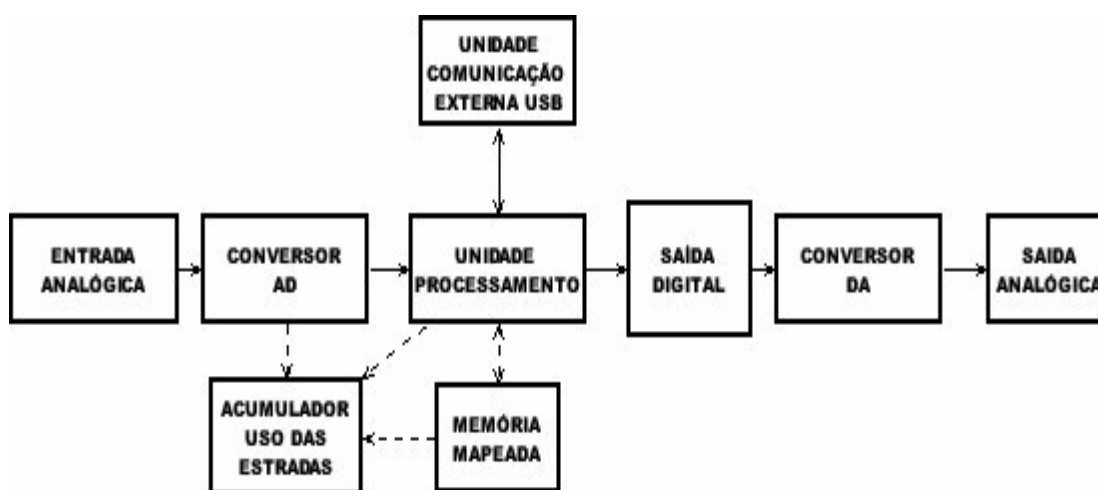 UNIDADE
COMUNICAÇÃO
EXTERNA USB
ENTRADA
ANALÓGICA
CONVERSOR
AD
UNIDADE
PROCESSAMENTO
SAÍDA
DIGITAL
CONVERSOR
DA
SAIDA
ANALÓGICA
ACUMULADOR
USO DAS
ESTRADAS
MEMÓRIA
MAPEADA